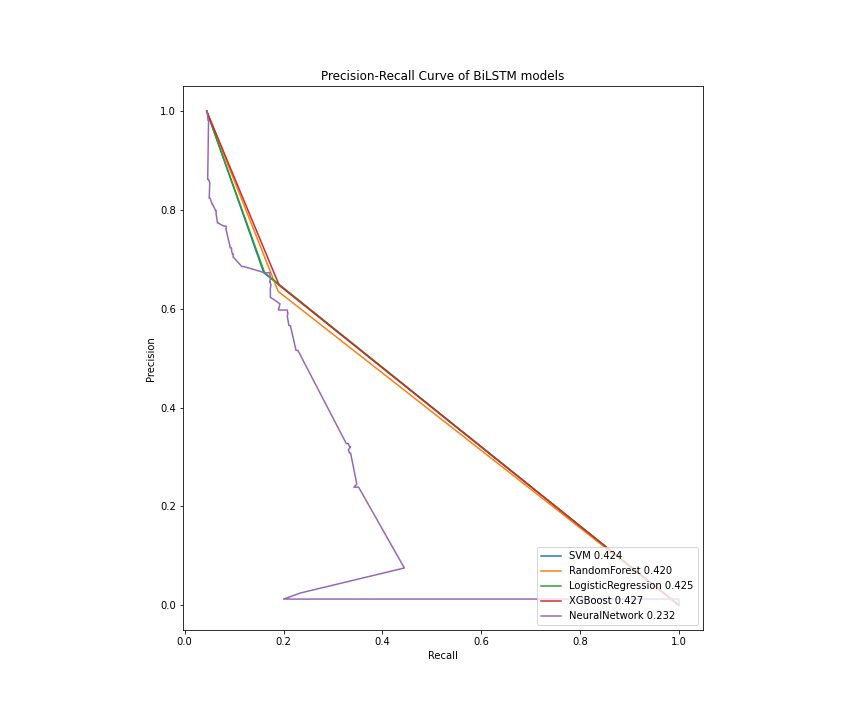 Precision-Recall Curve of BiLSTM models
1.0
0.8
0.6
0.4
0.2
0.0
Precision
SVM 0.424
RandomForest 0.420
LogisticRegression 0.425
XGBoost 0.427
NeuralNetwork 0.232
0.0 0.2 0.4 0.6 0.8 1.0
Recall